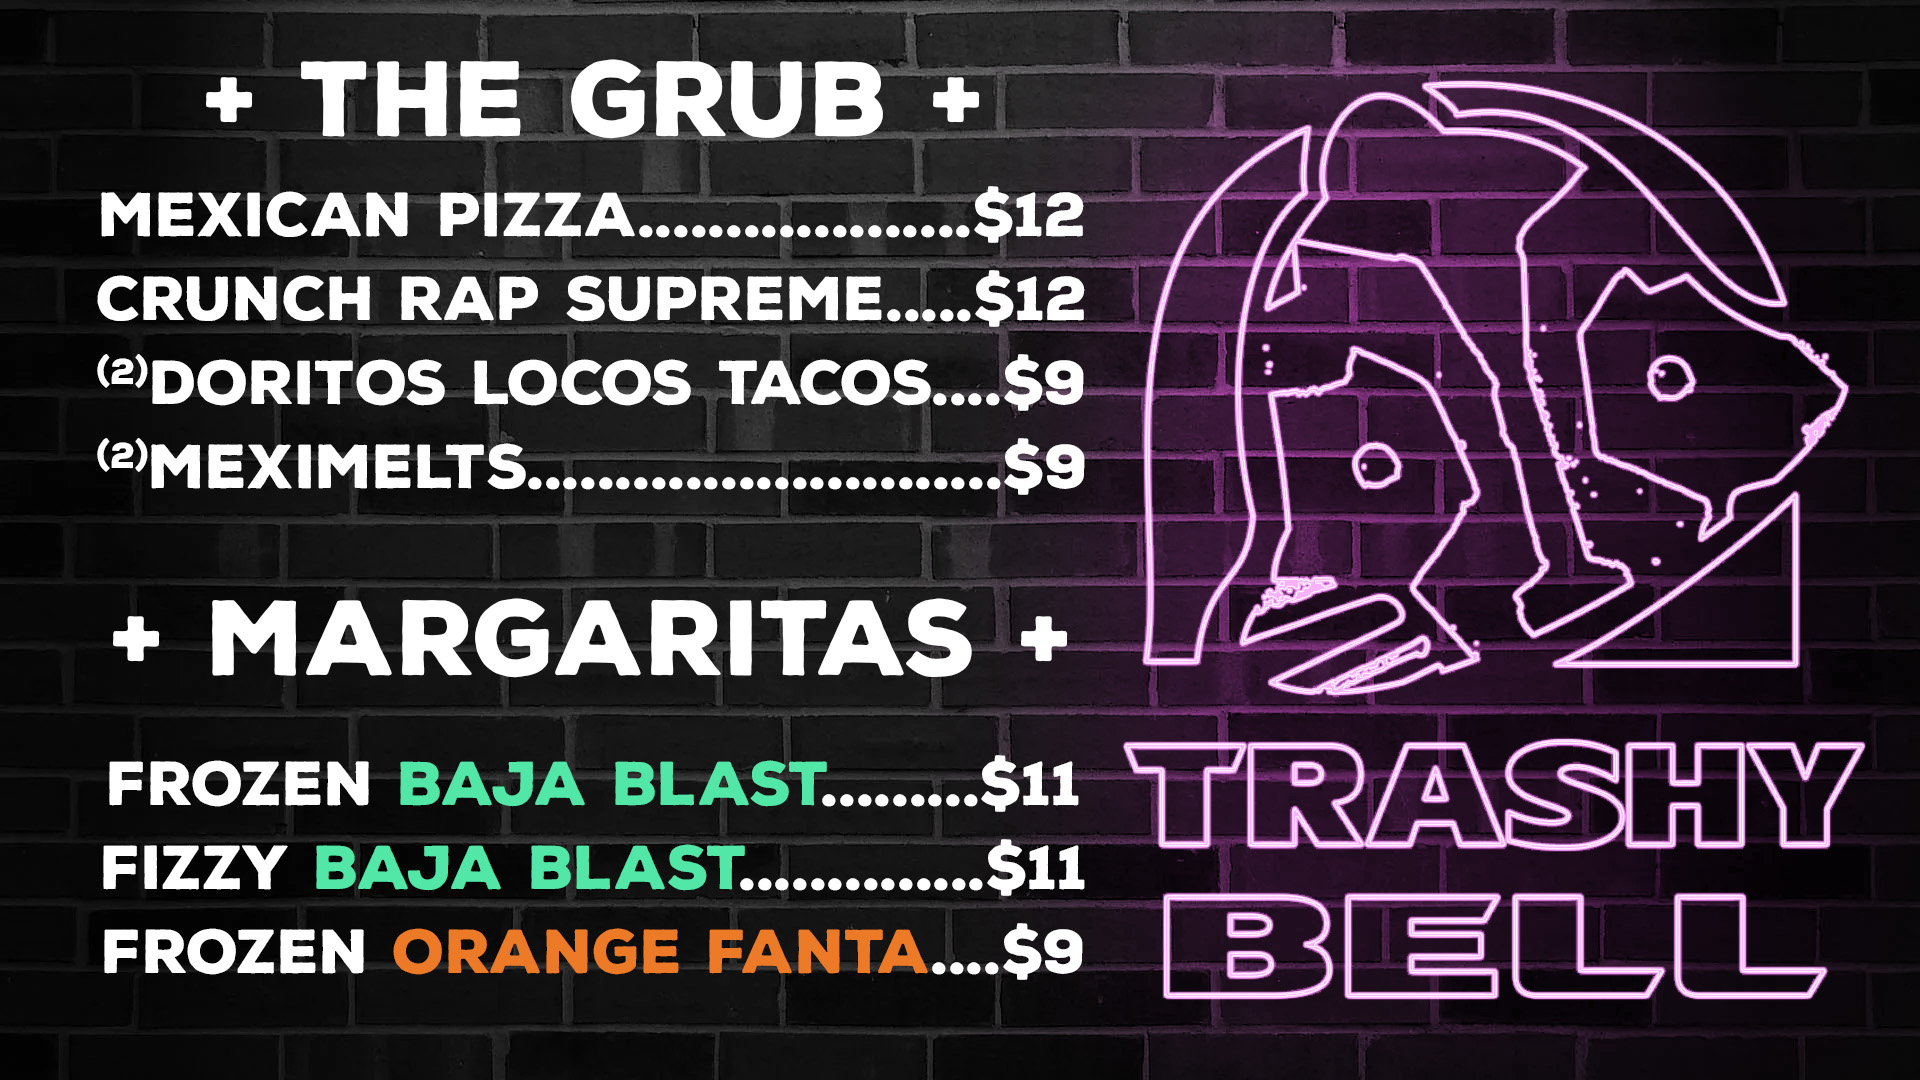 + THE GRUB +
MEXICAN PIZZA...................$12
CRUNCH RAP SUPREME.....$12
(2)DORITOS LOCOS TACOS....$9
(2)MEXIMELTS...........................$9
+ MARGARITAS +
FROZEN BAJA BLAST.........$11
FIZZY BAJA BLAST..............$11
FROZEN ORANGE FANTA....$9
TRASHY
BELL